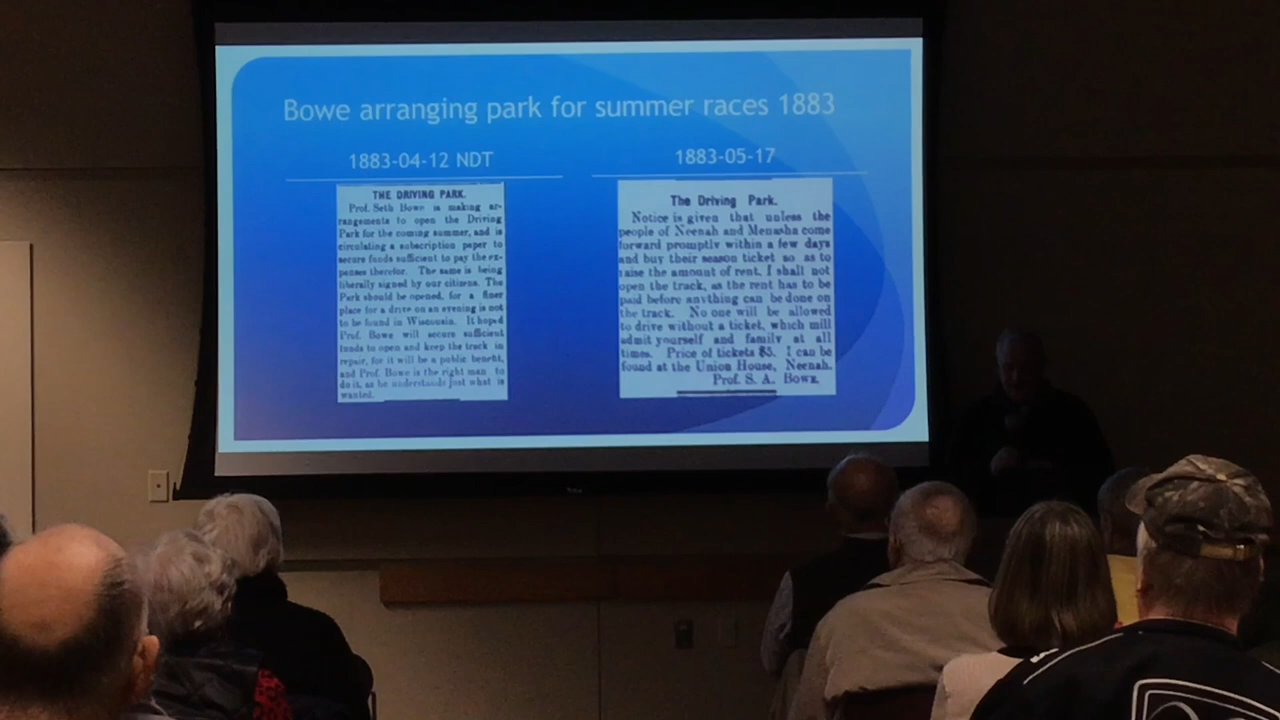 Bowe arranging park for summer races 1883
1883-04-12 NDT
THE DRIVING PARK.
Prof. Seth Bowe is making ar-
rangements to open the Driving
Park for the coming summer, and is
circulating a subscription paper to
secure funds sufficient to pay the ex-
penses therefor. The same is being
liberally signed by our citizens. The
Park should be opened, for a finer
place for a drive on an evening is not
to be found in Wisconsin. It hoped
Prof. Bowe will secure sufficient
funds to open and keep the track in
repair, for it will be a public benefit,
and Prof. Bowe is the right man to
do it, as he understands just what is
wanted.
1883-05-17
The Driving Park.
Notice is given that unless the
people of Neenah and Menasha come
forward promptly within a few days
and buy their season ticket so as to
raise the amount of rent, I shall not
open the track, as the rent has to be
paid before anything can be done on
the track. No one will be allowed
to drive without a ticket, which mill
admit yourself and family at all
times. Price of tickets $5. I can be
found at the Union House, Neenah.
Prof. S. A. Bowe.